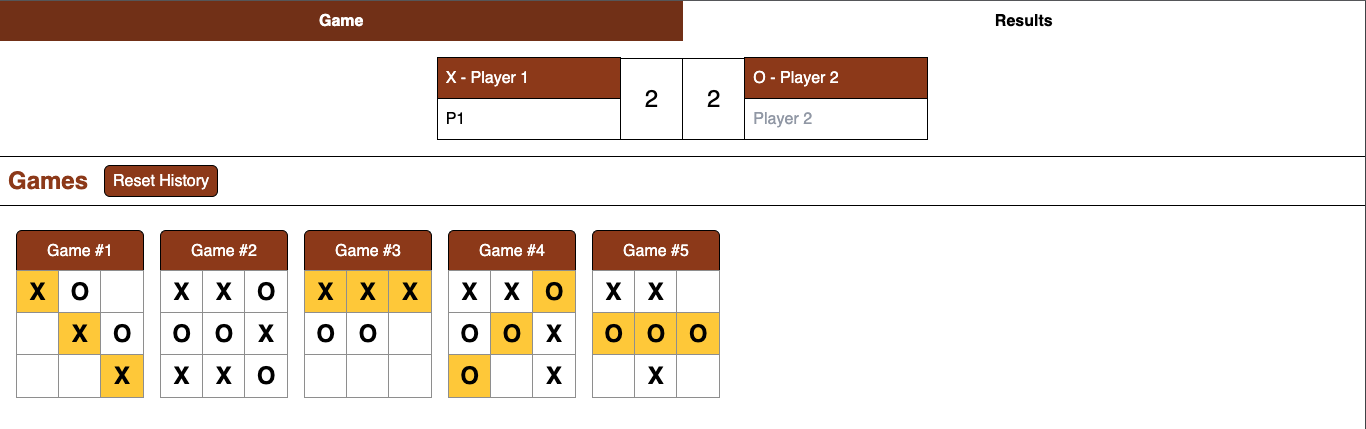 Game Results
X - Player 1 2 2 O - Player 2
P1 Player 2
Games Reset History
Game #1 Game #2 Game #3 Game #4 Game #5
X O X X O X X X X X O X X
X O O O X O O O O X O O O
X X X O O X X